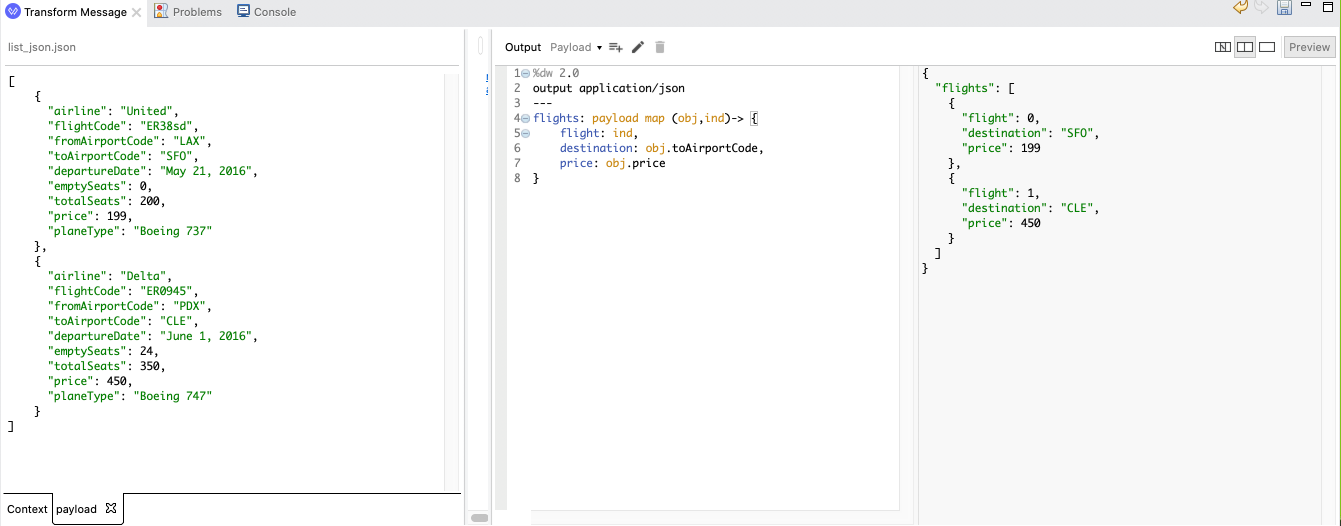 Transform Message
Problems
Console
list_json.json
[
    {
      "airline": "United",
      "flightCode": "ER38sd",
      "fromAirportCode": "LAX",
      "toAirportCode": "SFO",
      "departureDate": "May 21, 2016",
      "emptySeats": 0,
      "totalSeats": 200,
      "price": 199,
      "planeType": "Boeing 737"
    },
    {
      "airline": "Delta",
      "flightCode": "ER0945",
      "fromAirportCode": "PDX",
      "toAirportCode": "CLE",
      "departureDate": "June 1, 2016",
      "emptySeats": 24,
      "totalSeats": 350,
      "price": 450,
      "planeType": "Boeing 747"
    }
]
Context
payload
Output Payload
Preview
1 %dw 2.0
2 output application/json
3 ---
4 flights: payload map (obj,ind)-> {
5     flight: ind,
6     destination: obj.toAirportCode,
7     price: obj.price
8 }
{
  "flights": [
    {
      "flight": 0,
      "destination": "SFO",
      "price": 199
    },
    {
      "flight": 1,
      "destination": "CLE",
      "price": 450
    }
  ]
}